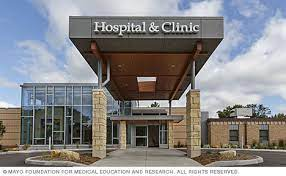 Hospital & Clinic
© MAYO FOUNDATION FOR MEDICAL EDUCATION AND RESEARCH. ALL RIGHTS RESERVED.